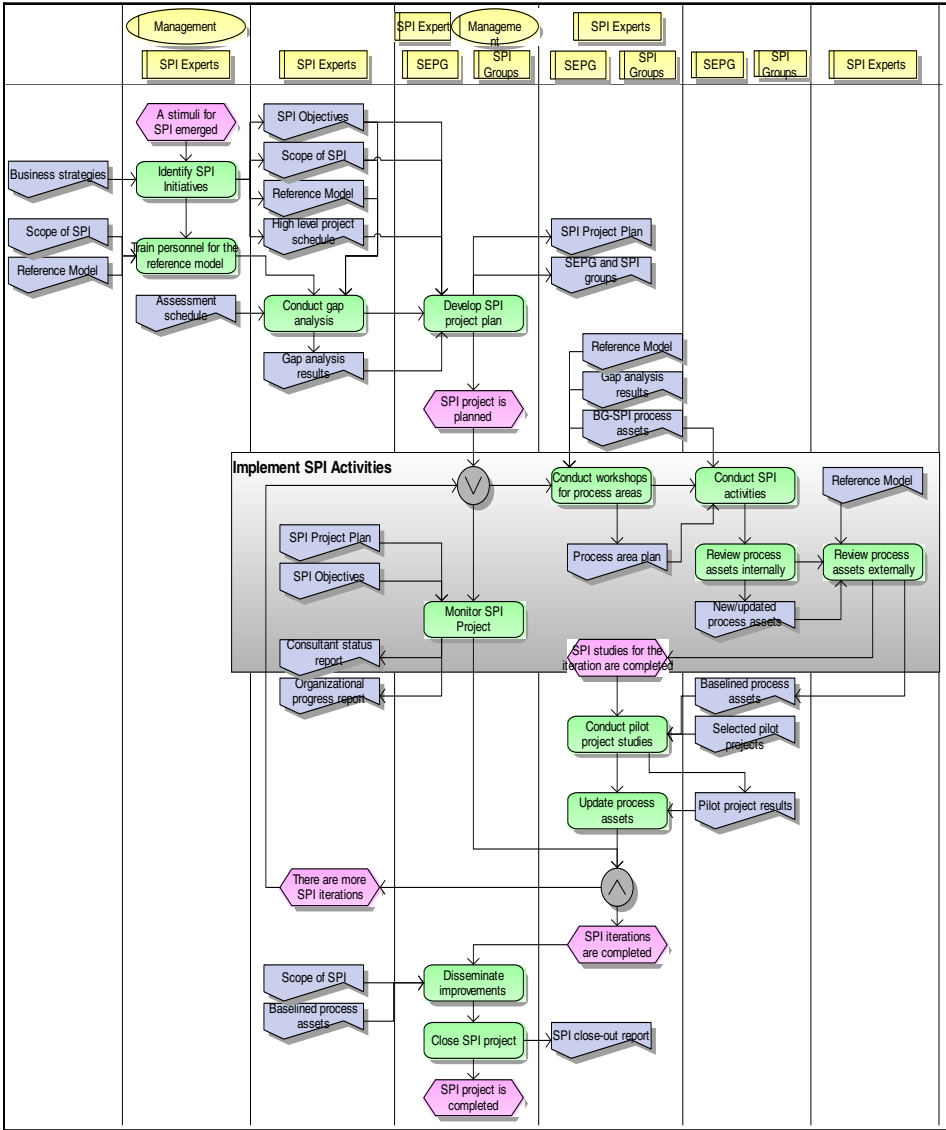 Management
SPI Expert
Manageme
nt
SPI Experts
SPI Experts
SPI Experts
SEPG
SPI
Groups
SEPG
SPI
Groups
SEPG
SPI
Groups
SPI Experts
A stimuli for
SPI emerged
SPI Objectives
Business strategies
Identify SPI
Initiatives
Scope of SPI
Reference Model
Scope of SPI
High level project
schedule
SPI Project Plan
Reference Model
Train personnel for the
reference model
SEPG and SPI
groups
Assessment
schedule
Conduct gap
analysis
Develop SPI
project plan
Gap analysis
results
Reference Model
Gap analysis
results
SPI project is
planned
BG-SPI process
assets
Implement SPI Activities
Conduct workshops
for process areas
Conduct SPI
activities
Reference Model
SPI Project Plan
Process area plan
Review process
assets internally
Review process
assets externally
SPI Objectives
Monitor SPI
Project
New/updated
process assets
Consultant status
report
SPI studies for the
iteration are completed
Organizational
progress report
Baselined process
assets
Conduct pilot
project studies
Selected pilot
projects
Update process
assets
Pilot project results
There are more
SPI iterations
SPI iterations
are completed
Scope of SPI
Disseminate
improvements
Baselined process
assets
Close SPI project
SPI close-out report
SPI project is
completed